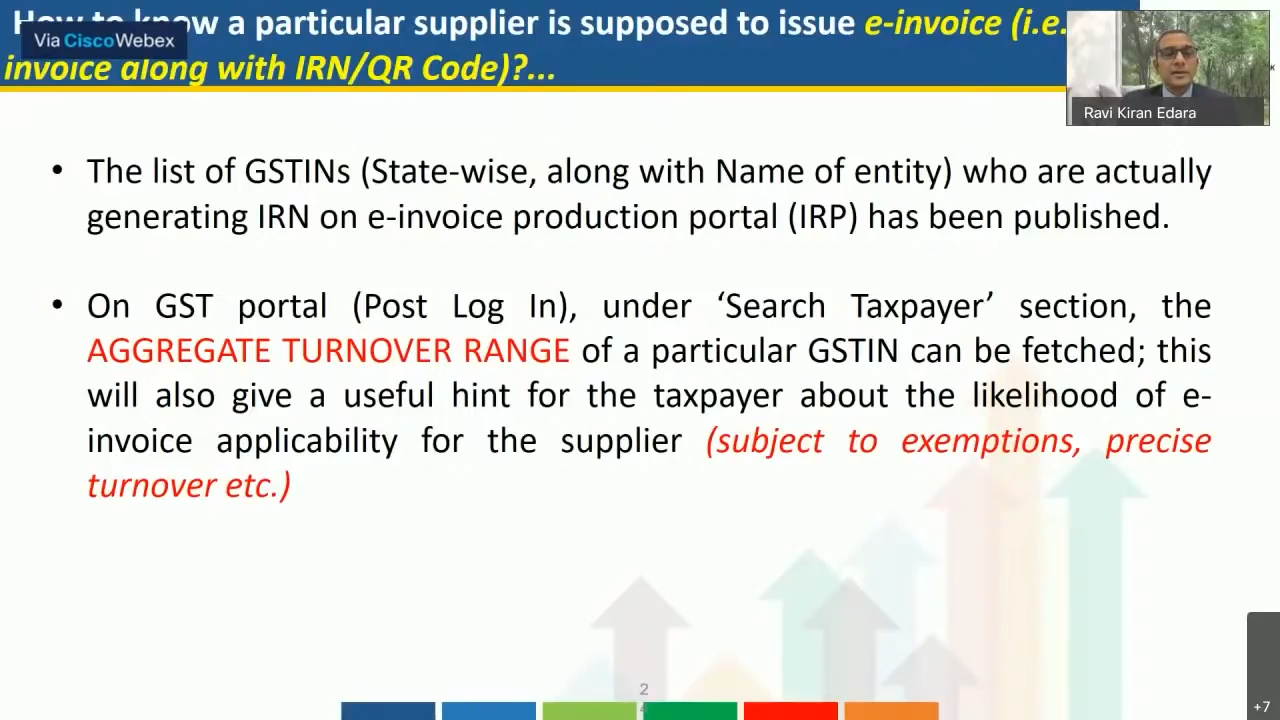 How to know a particular supplier is supposed to issue e-invoice (i.e.
Via Cisco Webex
invoice along with IRN/QR Code)?...
Ravi Kiran Edara
• The list of GSTINs (State-wise, along with Name of entity) who are actually
generating IRN on e-invoice production portal (IRP) has been published.
• On GST portal (Post Log In), under ‘Search Taxpayer’ section, the
AGGREGATE TURNOVER RANGE of a particular GSTIN can be fetched; this
will also give a useful hint for the taxpayer about the likelihood of e-
invoice applicability for the supplier (subject to exemptions, precise
turnover etc.)
2
+7